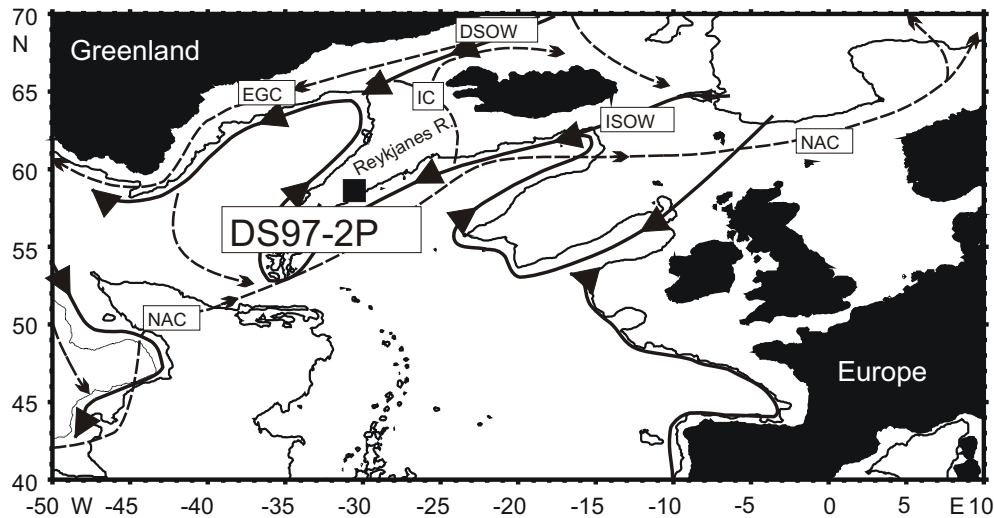 70
N
65
60
55
50
45
40
Greenland
DSOW
EGC
IC
ISOW
Reykjanes R.
NAC
DS97-2P
NAC
Europe
-50 W -45 -40 -35 -30 -25 -20 -15 -10 -5 0 5 E 10